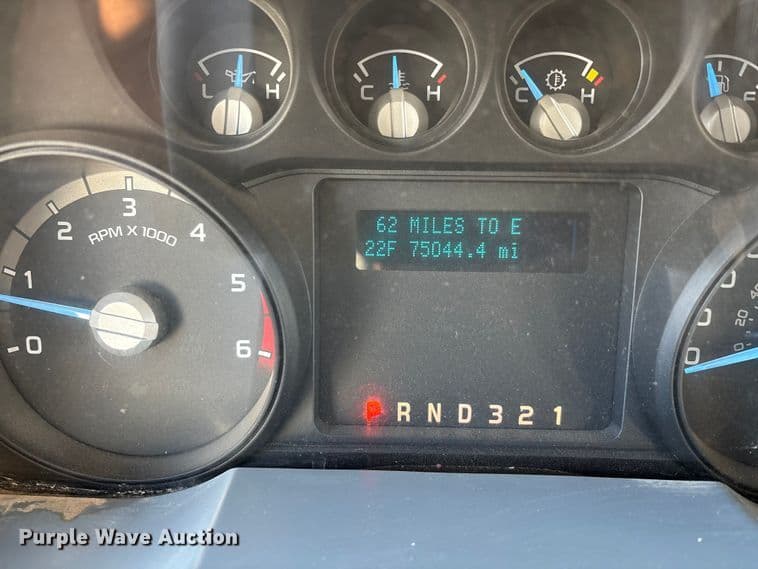 L H
C H
C H
F
62 MILES TO E
22F 75044.4 mi
0 1 2 3 4 5 6
RPM X 1000
P R N D 3 2 1
0 20
Purple Wave Auction